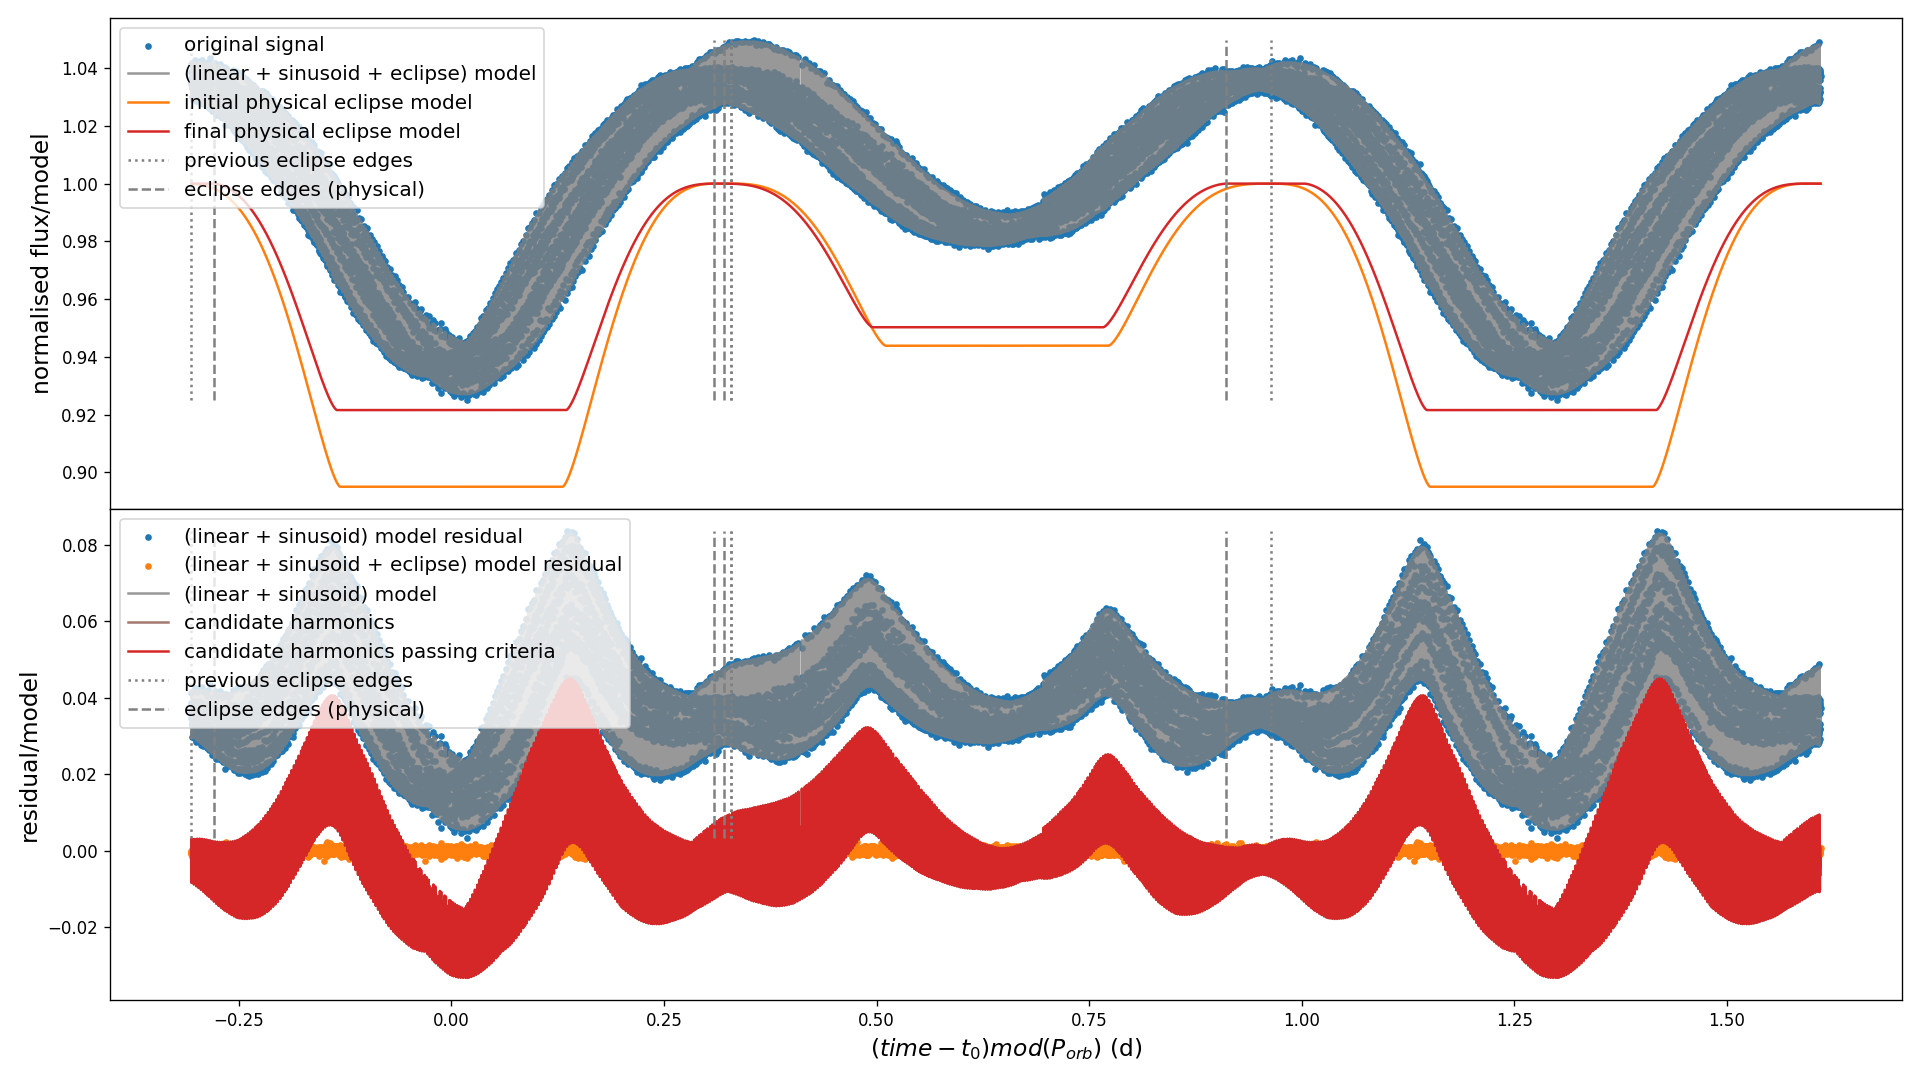 original signal
(linear + sinusoid + eclipse) model
initial physical eclipse model
final physical eclipse model
previous eclipse edges
eclipse edges (physical)
normalised flux/model
1.04
1.02
1.00
0.98
0.96
0.94
0.92
0.90
(linear + sinusoid) model residual
(linear + sinusoid + eclipse) model residual
(linear + sinusoid) model
candidate harmonics
candidate harmonics passing criteria
previous eclipse edges
eclipse edges (physical)
residual/model
0.08
0.06
0.04
0.02
0.00
−0.02
−0.25 0.00 0.25 0.50 0.75 1.00 1.25 1.50
(time − t₀)mod(P_orb) (d)